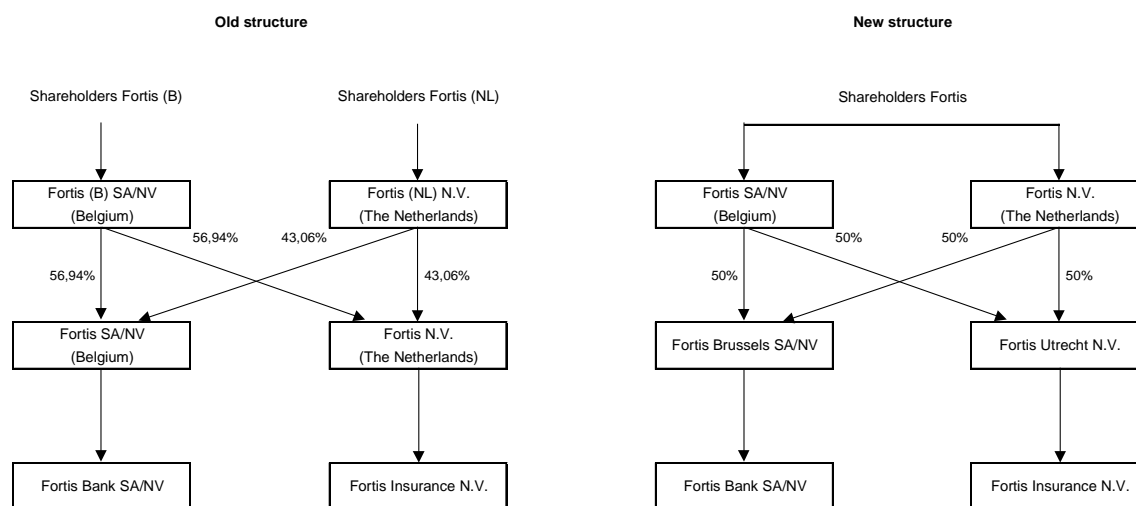 Old structure
New structure
Shareholders Fortis (B)
Shareholders Fortis (NL)
Shareholders Fortis
Fortis (B) SA/NV
(Belgium)
Fortis (NL) N.V.
(The Netherlands)
Fortis SA/NV
(Belgium)
Fortis N.V.
(The Netherlands)
56,94%
43,06%
50%
50%
56,94%
43,06%
50%
50%
Fortis SA/NV
(Belgium)
Fortis N.V.
(The Netherlands)
Fortis Brussels SA/NV
Fortis Utrecht N.V.
Fortis Bank SA/NV
Fortis Insurance N.V.
Fortis Bank SA/NV
Fortis Insurance N.V.